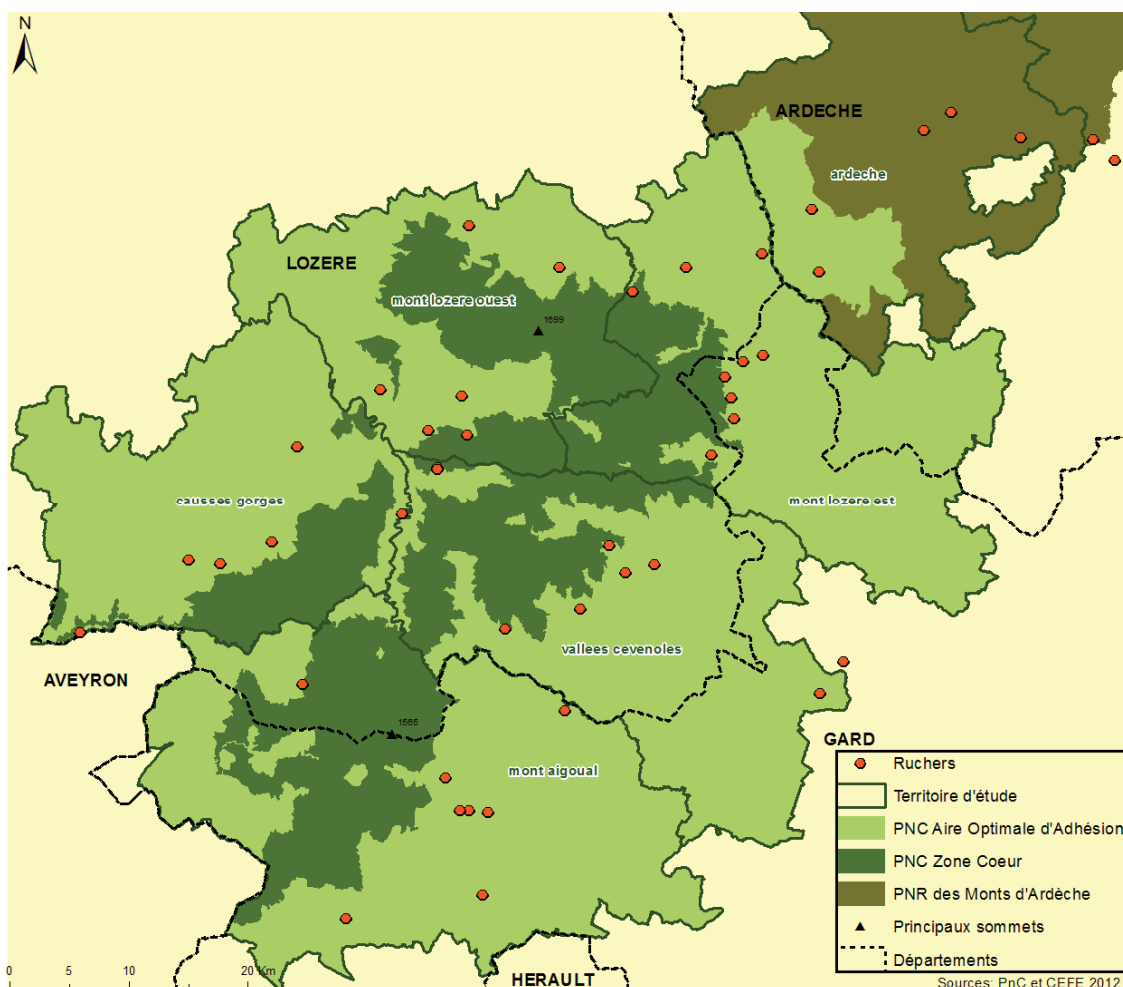 N
ARDECHE
ardeche
LOZERE
mont lozere ouest
1699
causses gorges
mont lozere est
vallees cevenoles
AVEYRON
1565
mont aigoual
GARD
Ruchers
Territoire d'étude
PNC Aire Optimale d'Adhésion
PNC Zone Coeur
PNR des Monts d'Ardèche
Principaux sommets
Départements
0 5 10 20 Km
HERAULT
Sources: PnC et CEFE 2012